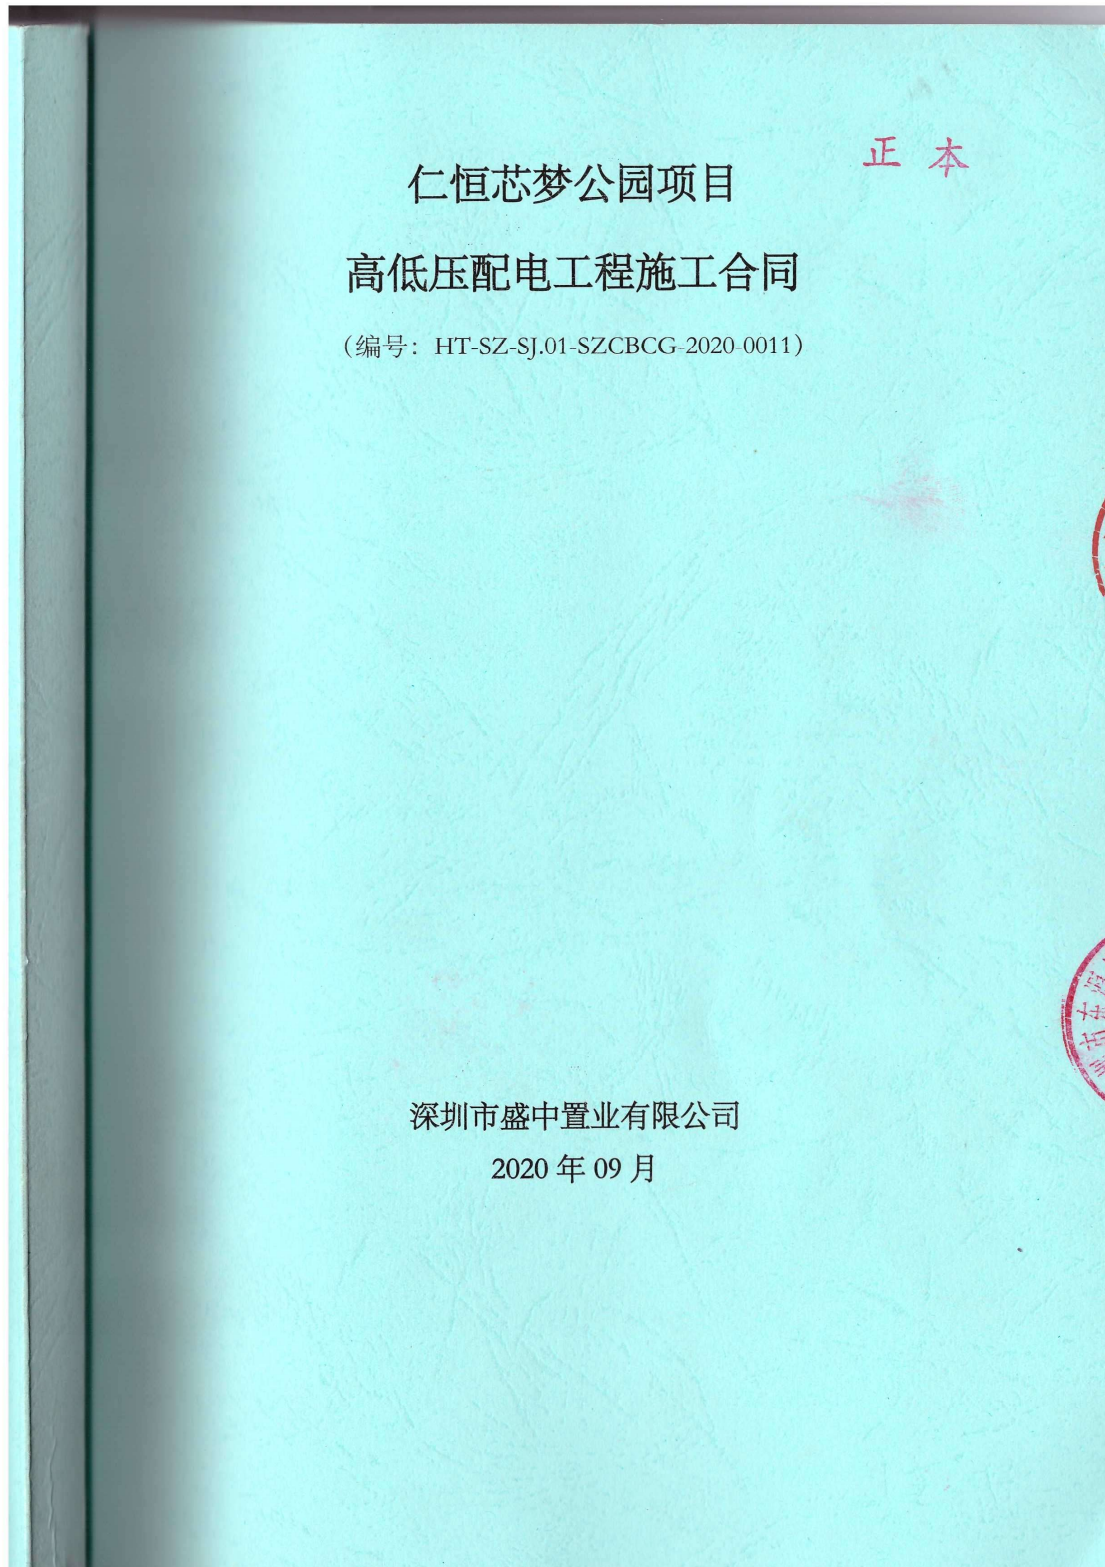 正本
仁恒芯梦公园项目
高低压配电工程施工合同
（编号：HT-SZ-SJ.01-SZCBCG-2020-0011）
深圳市盛中置业有限公司
2020 年 09 月